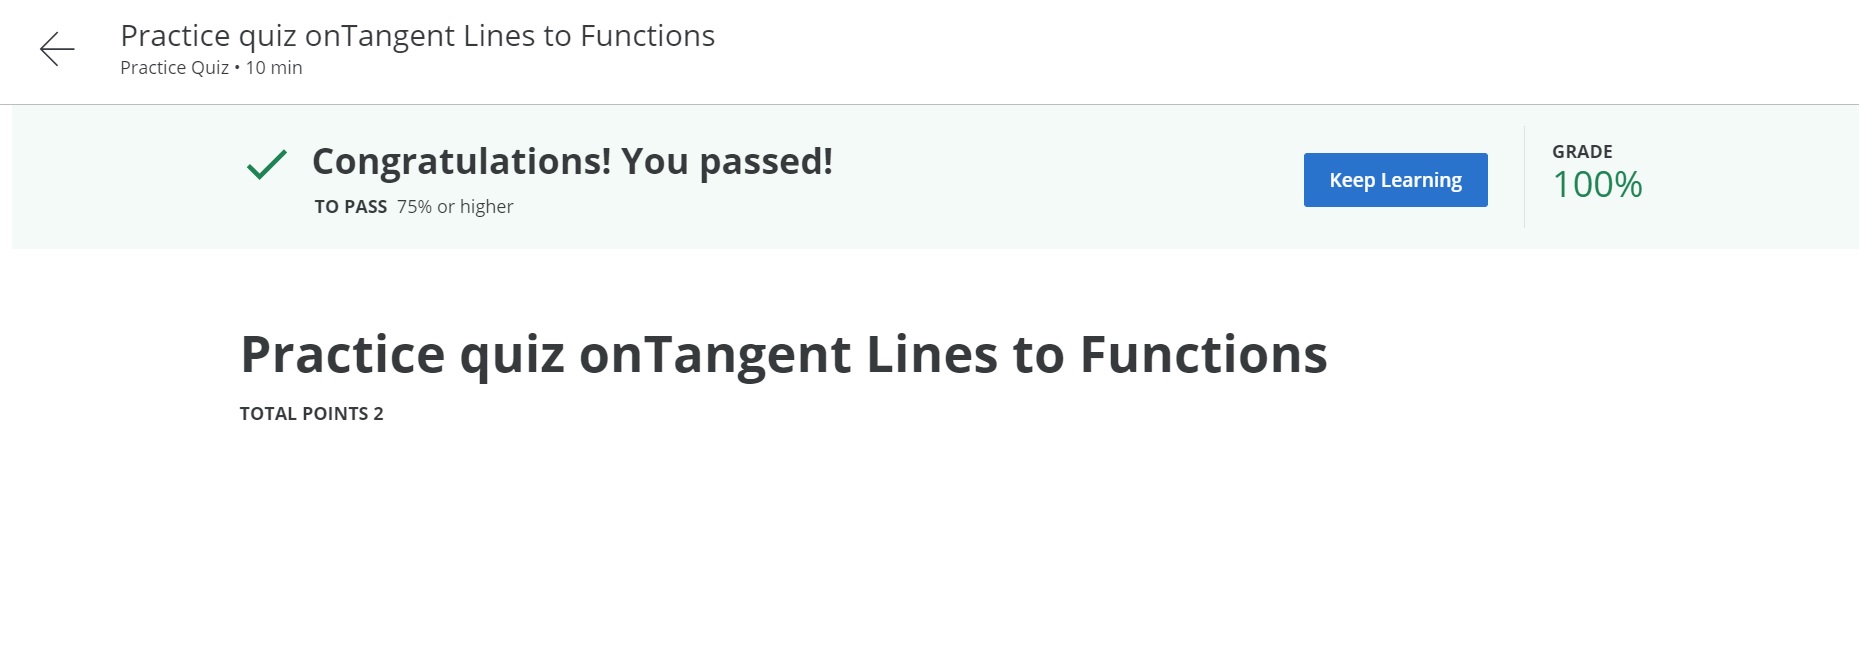 Practice quiz onTangent Lines to Functions
Practice Quiz • 10 min
Congratulations! You passed!
TO PASS 75% or higher
Keep Learning
GRADE
100%
Practice quiz onTangent Lines to Functions
TOTAL POINTS 2